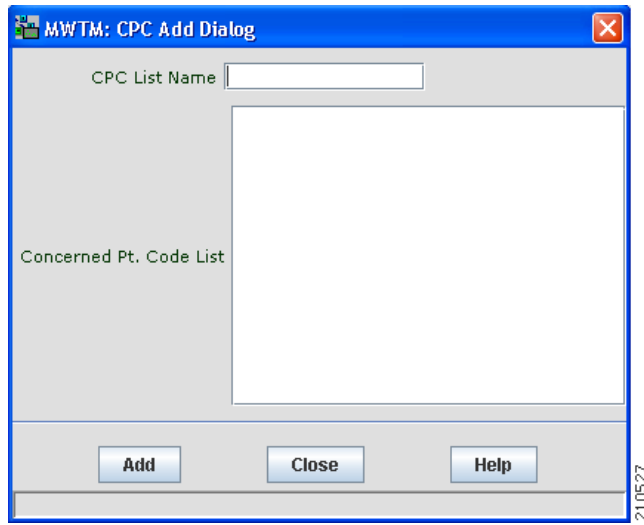 MWTM: CPC Add Dialog
CPC List Name
Concerned Pt. Code List
Add Close Help
210527